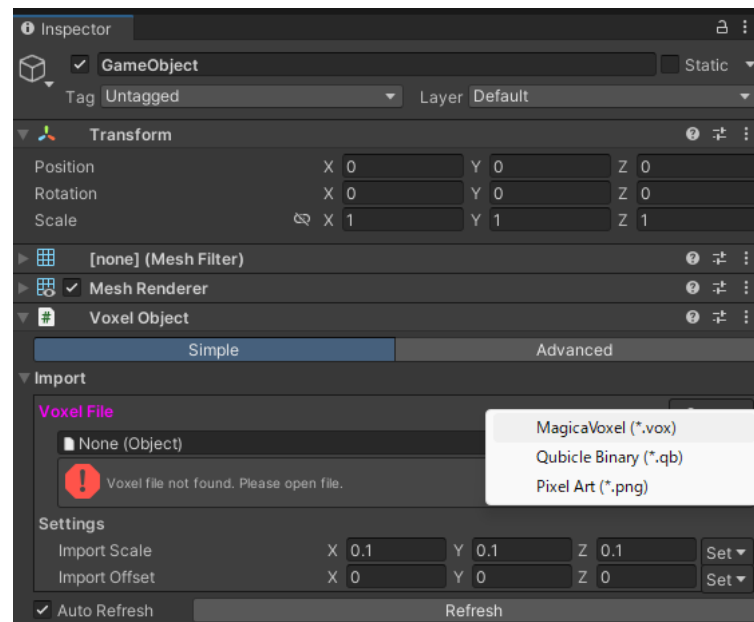 Inspector
GameObject
Static
Tag Untagged Layer Default
Transform
Position X 0 Y 0 Z 0
Rotation X 0 Y 0 Z 0
Scale X 1 Y 1 Z 1
[none] (Mesh Filter)
Mesh Renderer
# Voxel Object
Simple Advanced
Import
Voxel File
None (Object)
Voxel file not found. Please open file.
MagicaVoxel (*.vox)
Qubicle Binary (*.qb)
Pixel Art (*.png)
Settings
Import Scale X 0.1 Y 0.1 Z 0.1 Set
Import Offset X 0 Y 0 Z 0 Set
Auto Refresh Refresh